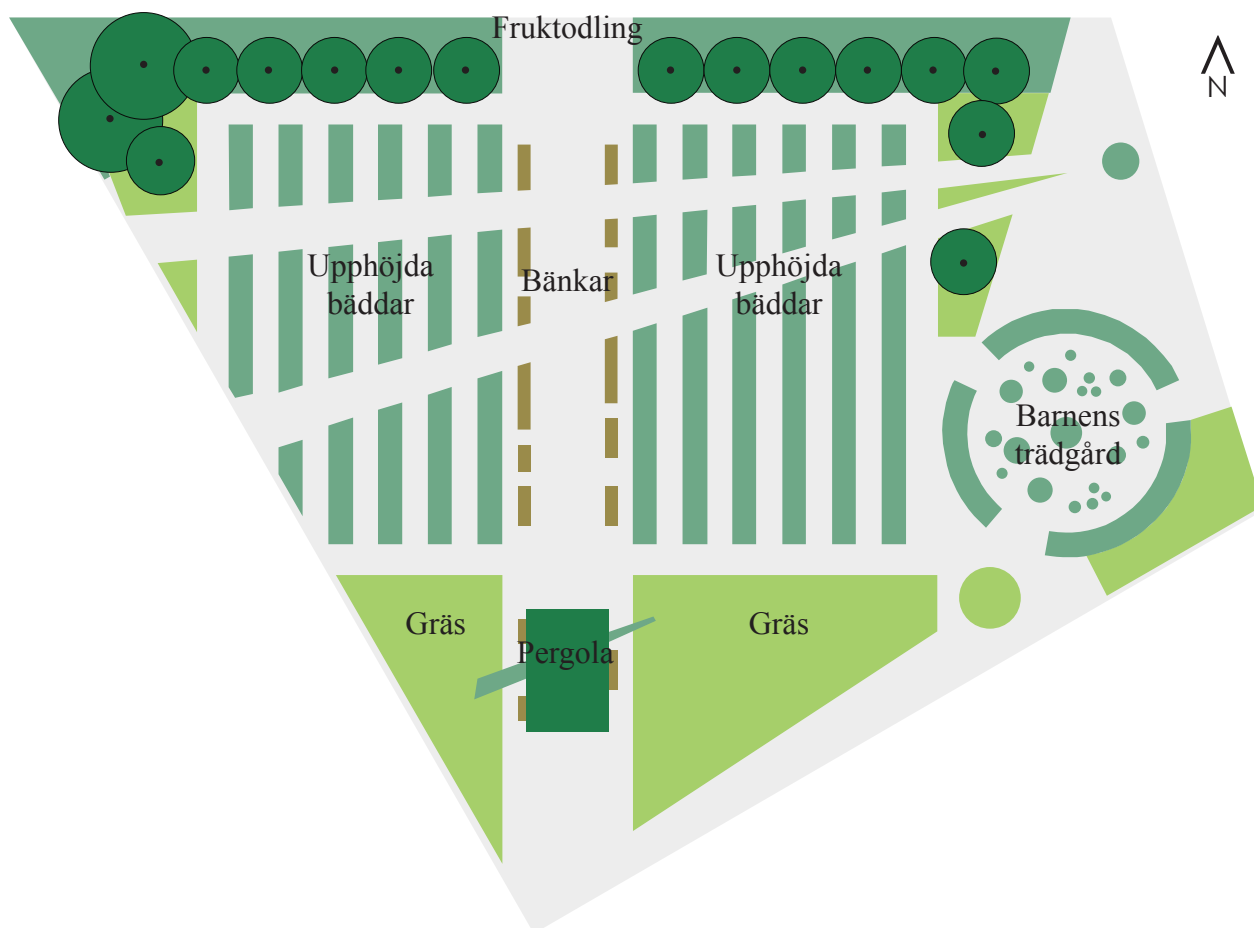 Fruktodling
N
Upphöjda
bäddar
Bänkar
Upphöjda
bäddar
Barnens
trädgård
Gräs
Pergola
Gräs